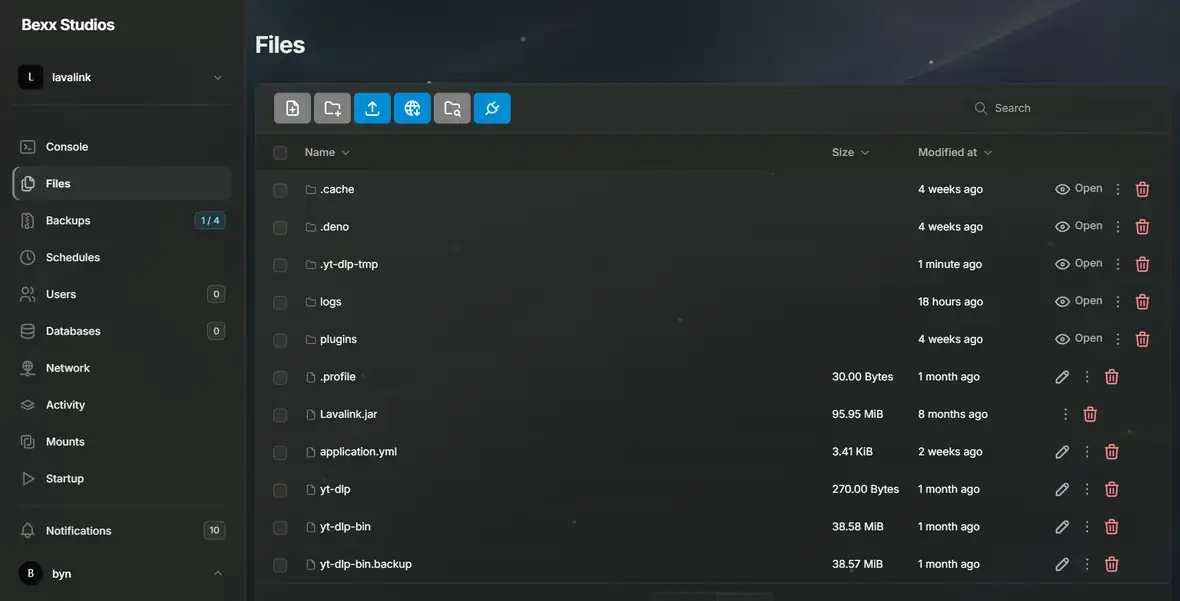 Bexx Studios
L lavalink
Console
Files
Backups 1 / 4
Schedules
Users 0
Databases 0
Network
Activity
Mounts
Startup
Notifications 10
B byn
Files
Search
Name Size Modified at
.cache 4 weeks ago Open
.deno 4 weeks ago Open
.yt-dlp-tmp 1 minute ago Open
logs 18 hours ago Open
plugins 4 weeks ago Open
.profile 30.00 Bytes 1 month ago
Lavalink.jar 95.95 MiB 8 months ago
application.yml 3.41 KiB 2 weeks ago
yt-dlp 270.00 Bytes 1 month ago
yt-dlp-bin 38.58 MiB 1 month ago
yt-dlp-bin.backup 38.57 MiB 1 month ago